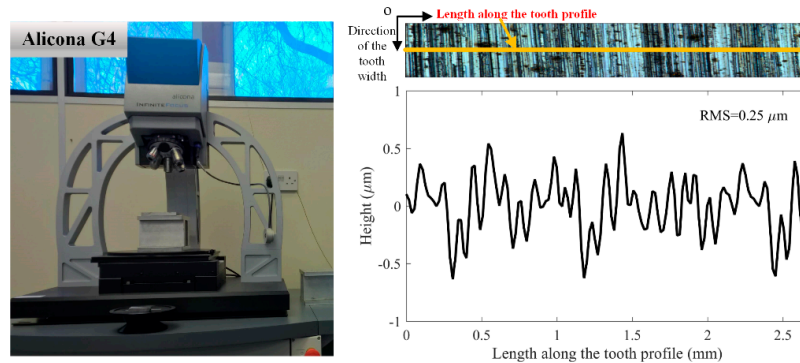 Alicona G4
alicona
INFINITEFOCUS
O
Length along the tooth profile
Direction
of the
tooth
width
RMS=0.25 μm
Height (μm)
1
0.5
0
-0.5
-1
0
0.5
1
1.5
2
2.5
Length along the tooth profile (mm)